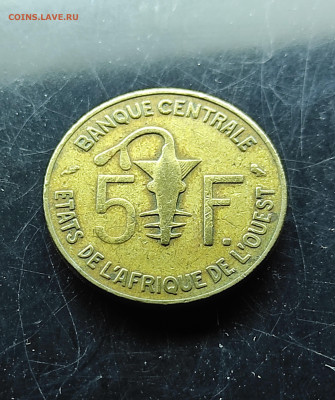 COINS.LAVE.RU
BANQUE CENTRALE
5 F.
ETATS DE L'AFRIQUE DE L'OUEST